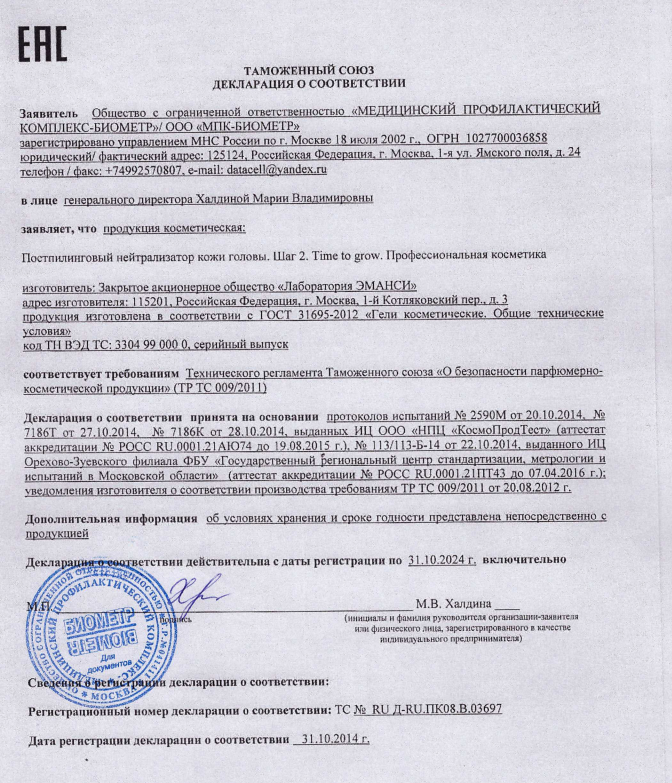 ЕАС
ТАМОЖЕННЫЙ СОЮЗ
ДЕКЛАРАЦИЯ О СООТВЕТСТВИИ
Заявитель Общество с ограниченной ответственностью «МЕДИЦИНСКИЙ ПРОФИЛАКТИЧЕСКИЙ
КОМПЛЕКС-БИОМЕТР»/ ООО «МПК-БИОМЕТР»
зарегистрировано управлением МНС России по г. Москве 18 июля 2002 г., ОГРН 1027700036858
юридический/ фактический адрес: 125124, Российская Федерация, г. Москва, 1-я ул. Ямского поля, д. 24
телефон / факс: +74992570807, e-mail: datacell@yandex.ru
в лице генерального директора Халдиной Марии Владимировны
заявляет, что продукция косметическая:
Постпилинговый нейтрализатор кожи головы. Шаг 2. Time to grow. Профессиональная косметика
изготовитель: Закрытое акционерное общество «Лаборатория ЭМАНСИ»
адрес изготовителя: 115201, Российская Федерация, г. Москва, 1-й Котляковский пер., д. 3
продукция изготовлена в соответствии с ГОСТ 31695-2012 «Гели косметические. Общие технические
условия»
код ТН ВЭД ТС: 3304 99 000 0, серийный выпуск
соответствует требованиям Технического регламента Таможенного союза «О безопасности парфюмерно-
косметической продукции» (ТР ТС 009/2011)
Декларация о соответствии принята на основании протоколов испытаний № 2590М от 20.10.2014, №
7186Т от 27.10.2014, № 7186К от 28.10.2014, выданных ИЦ ООО «НПЦ «КосмоПродТест» (аттестат
аккредитации № РОСС RU.0001.21АЮ74 до 19.08.2015 г.), № 113/113-Б-14 от 22.10.2014, выданного ИЦ
Орехово-Зуевского филиала ФБУ «Государственный региональный центр стандартизации, метрологии и
испытаний в Московской области» (аттестат аккредитации № РОСС RU.0001.21ПТ43 до 07.04.2016 г.);
уведомления изготовителя о соответствии производства требованиям ТР ТС 009/2011 от 20.08.2012 г.
Дополнительная информация об условиях хранения и сроке годности представлена непосредственно с
продукцией
Декларация о соответствии действительна с даты регистрации по 31.10.2024 г. включительно
М.П.
подпись
М.В. Халдина
(инициалы и фамилия руководителя организации-заявителя
или физического лица, зарегистрированного в качестве
индивидуального предпринимателя)
БИОМЕТР
BIOMETR
Для
документов
МЕДИЦИНСКИЙ ПРОФИЛАКТИЧЕСКИЙ КОМПЛЕКС
МОСКВА
Сведения о регистрации декларации о соответствии:
Регистрационный номер декларации о соответствии: ТС № RU Д-RU.ПК08.В.03697
Дата регистрации декларации о соответствии 31.10.2014 г.